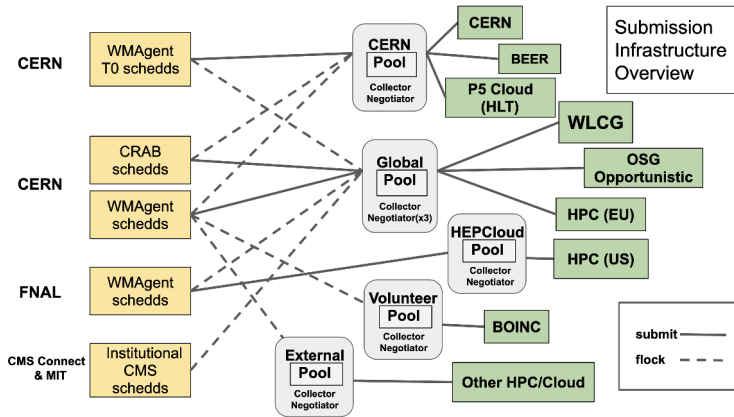 Submission
Infrastructure
Overview
CERN
WMAgent
T0 schedds
CERN
Pool
Collector
Negotiator
CERN
BEER
P5 Cloud
(HLT)
CERN
CRAB
schedds
WMAgent
schedds
Global
Pool
Collector
Negotiator(x3)
WLCG
OSG
Opportunistic
HPC (EU)
FNAL
WMAgent
schedds
HEPCloud
Pool
Collector
Negotiator
HPC (US)
Volunteer
Pool
Collector
Negotiator
BOINC
CMS Connect
& MIT
Institutional
CMS
schedds
External
Pool
Collector
Negotiator
Other HPC/Cloud
submit
flock